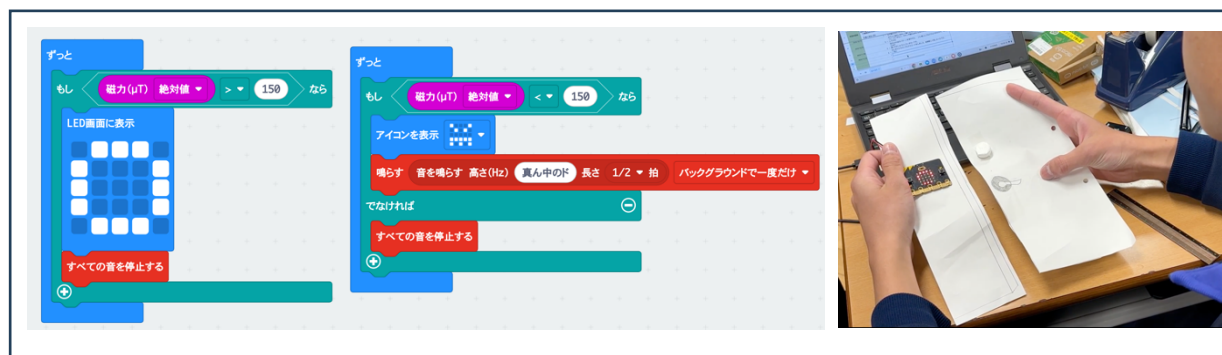 ずっと
もし 磁力(μT) 絶対値 > 150 なら
LED画面に表示
すべての音を停止する
ずっと
もし 磁力(μT) 絶対値 < 150 なら
アイコンを表示
鳴らす 音を鳴らす 高さ(Hz) 真ん中のド 長さ 1/2 拍 バックグラウンドで一度だけ
でなければ
すべての音を停止する